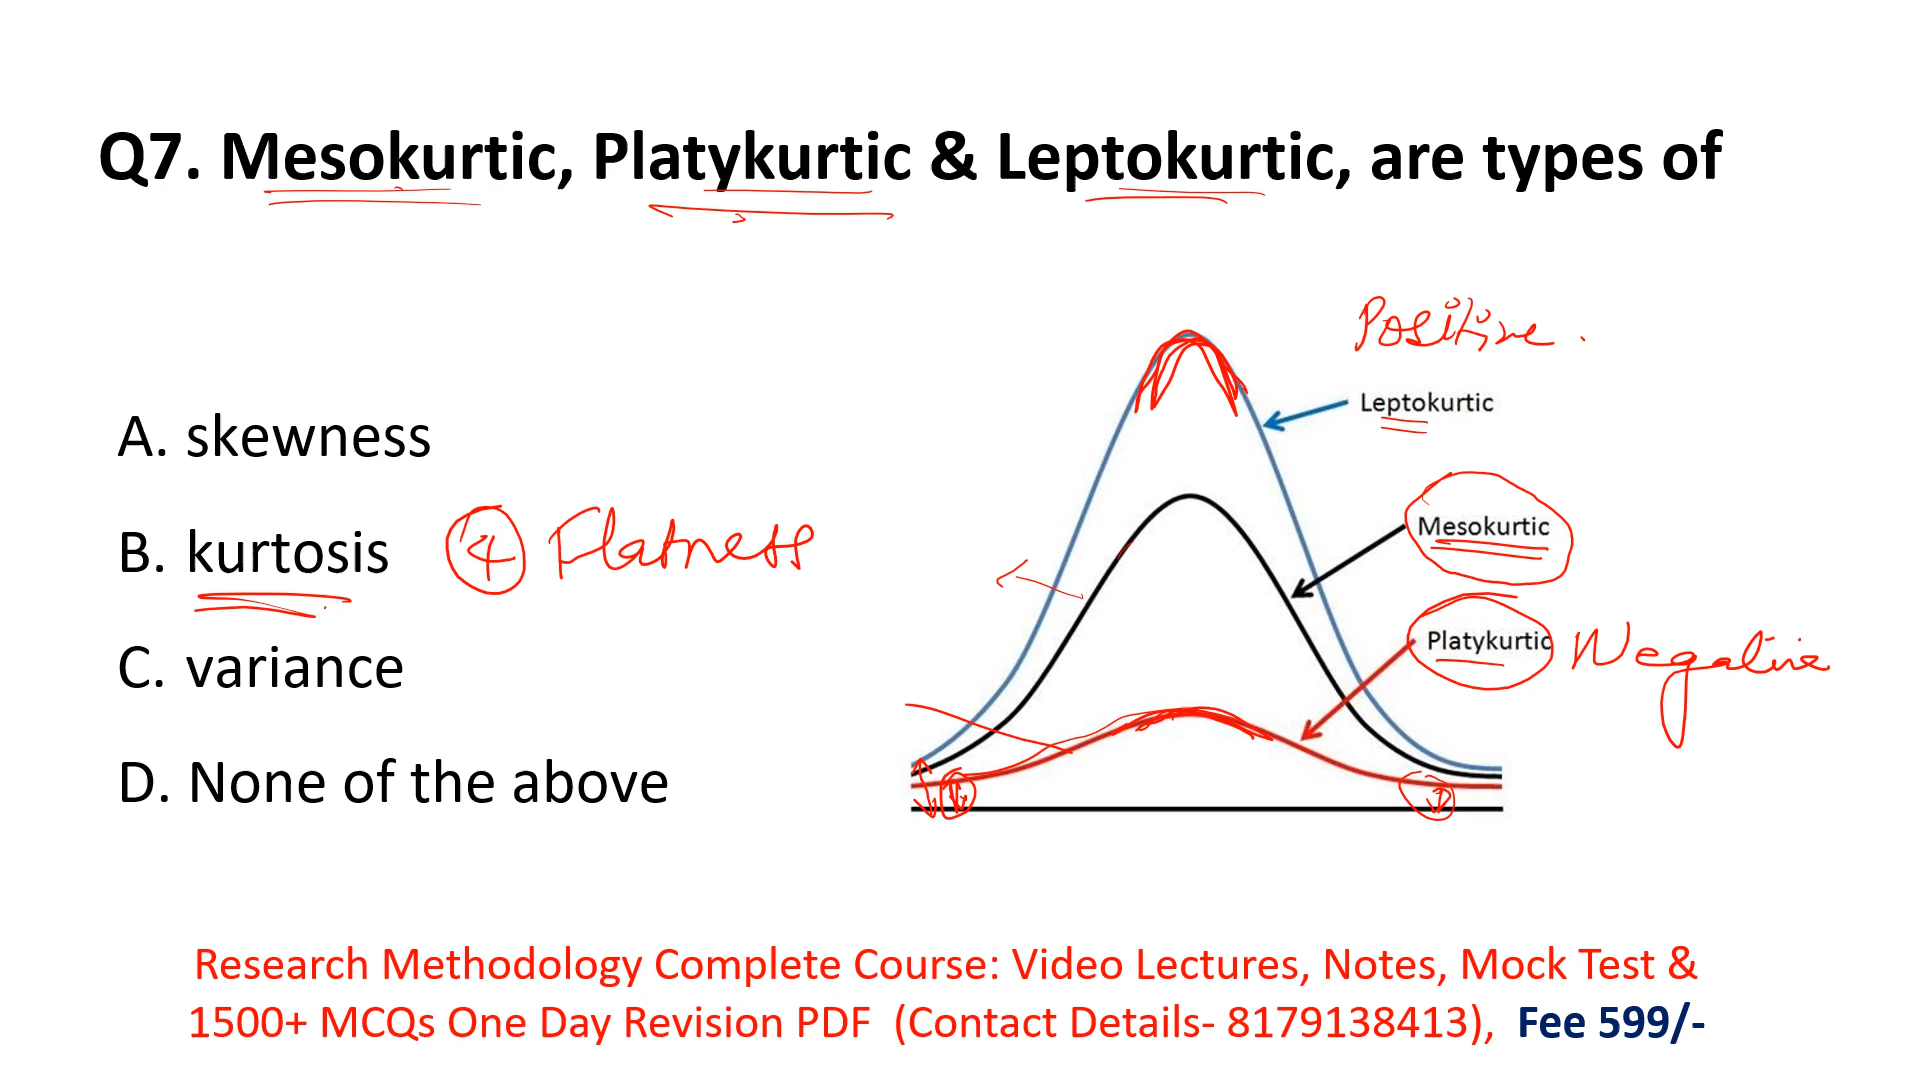 Q7. Mesokurtic, Platykurtic & Leptokurtic, are types of
Positive.
Leptokurtic
A. skewness
Mesokurtic
B. kurtosis 4 Flatness
Platykurtic Negative
C. variance
D. None of the above
Research Methodology Complete Course: Video Lectures, Notes, Mock Test &
1500+ MCQs One Day Revision PDF (Contact Details- 8179138413), Fee 599/-